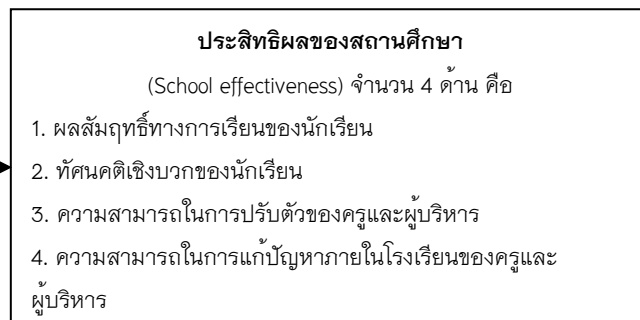 ประสิทธิผลของสถานศึกษา
(School effectiveness) จำนวน 4 ด้าน คือ
1. ผลสัมฤทธิ์ทางการเรียนของนักเรียน
2. ทัศนคติเชิงบวกของนักเรียน
3. ความสามารถในการปรับตัวของครูและผู้บริหาร
4. ความสามารถในการแก้ปัญหาภายในโรงเรียนของครูและ
ผู้บริหาร